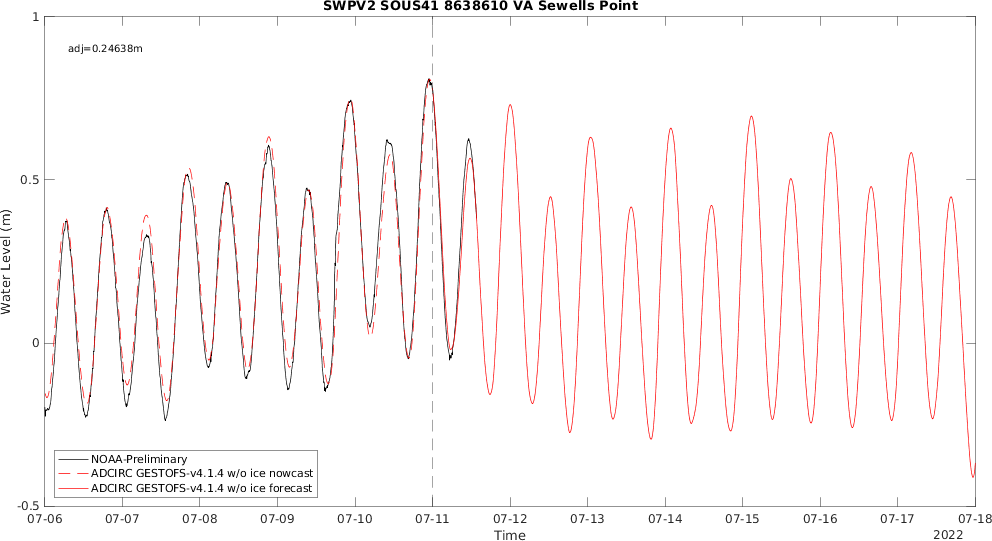 SWPV2 SOUS41 8638610 VA Sewells Point
adj=0.24638m
1
0.5
0
-0.5
Water Level (m)
NOAA-Preliminary
ADCIRC GESTOFS-v4.1.4 w/o ice nowcast
ADCIRC GESTOFS-v4.1.4 w/o ice forecast
07-06 07-07 07-08 07-09 07-10 07-11 07-12 07-13 07-14 07-15 07-16 07-17 07-18
Time
2022